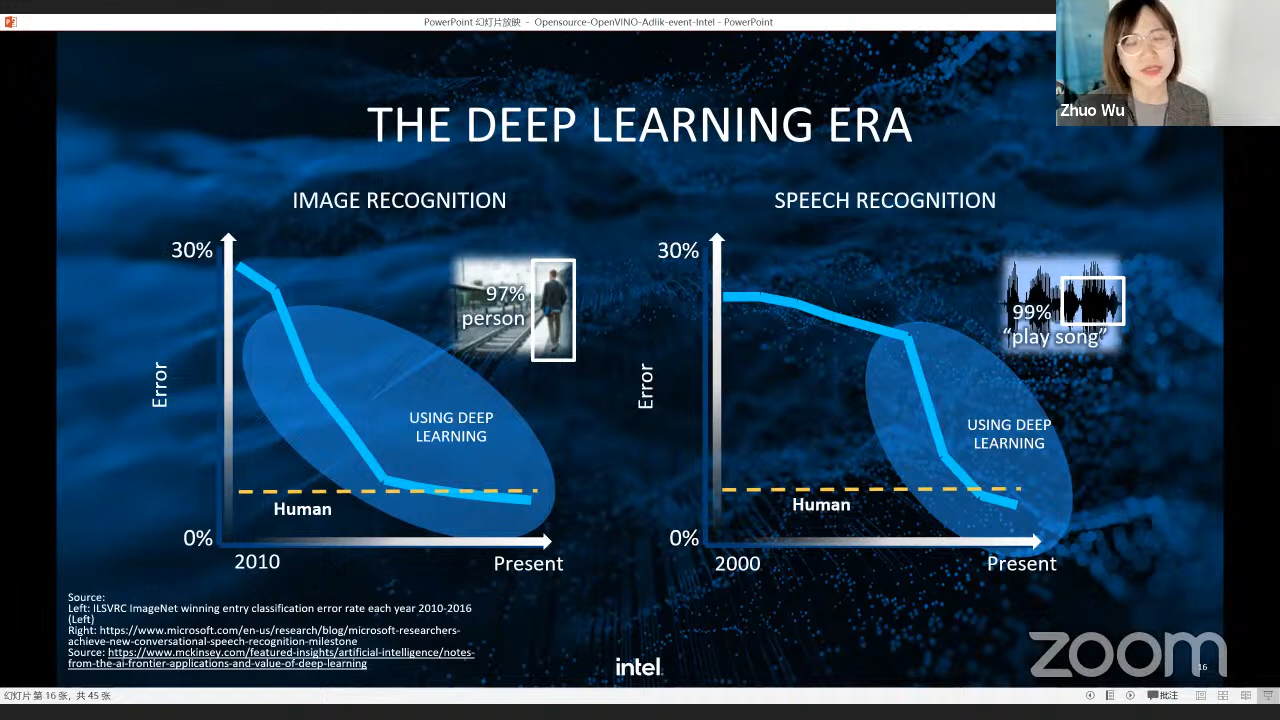 PowerPoint 幻灯片放映 - Opensource-OpenVINO-Adlik-event-Intel - PowerPoint
Zhuo Wu
THE DEEP LEARNING ERA
IMAGE RECOGNITION
30%
97%
person
Error
USING DEEP
LEARNING
Human
0%
2010
Present
SPEECH RECOGNITION
30%
99%
“play song”
Error
USING DEEP
LEARNING
Human
0%
2000
Present
Source:
Left: ILSVRC ImageNet winning entry classification error rate each year 2010-2016
(Left)
Right: https://www.microsoft.com/en-us/research/blog/microsoft-researchers-
achieve-new-conversational-speech-recognition-milestone
Source: https://www.mckinsey.com/featured-insights/artificial-intelligence/notes-
from-the-ai-frontier-applications-and-value-of-deep-learning
intel
zoom
16
幻灯片 第 16 张，共 45 张
批注